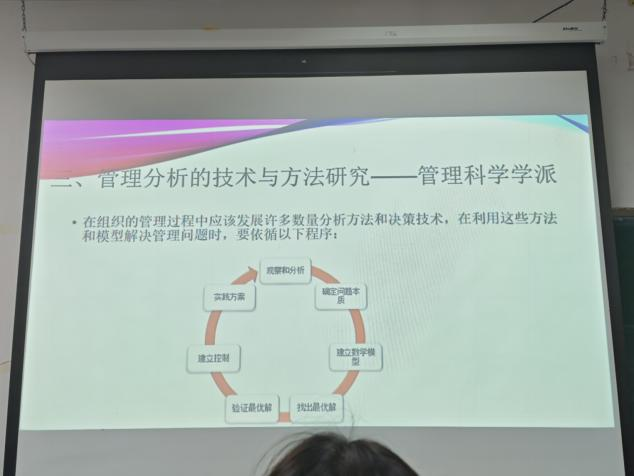 二、管理分析的技术与方法研究——管理科学学派
• 在组织的管理过程中应该发展许多数量分析方法和决策技术，在利用这些方法
和模型解决管理问题时，要依循以下程序：
观察和分析
确定问题本
质
建立数学模
型
找出最优解
验证最优解
建立控制
实践方案